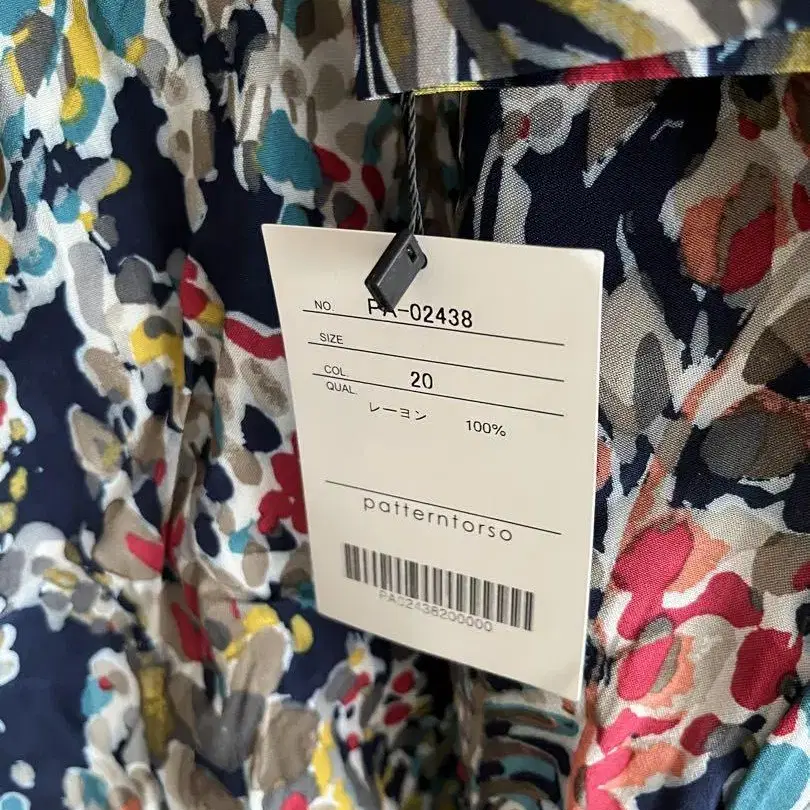 NO. PA-02438
SIZE
COL. 20
QUAL.
レーヨン 100%
patterntorso
PA02438200000